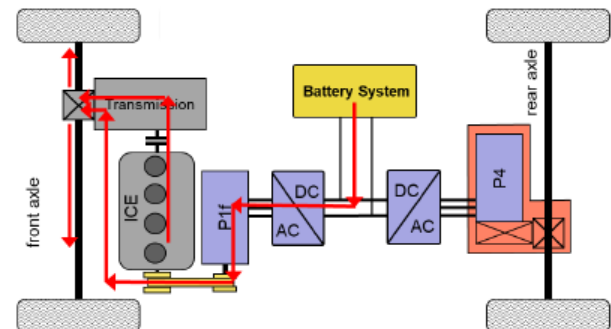 Battery System
Transmission
front axle
ICE
P1f
DC
AC
DC
AC
P4
rear axle